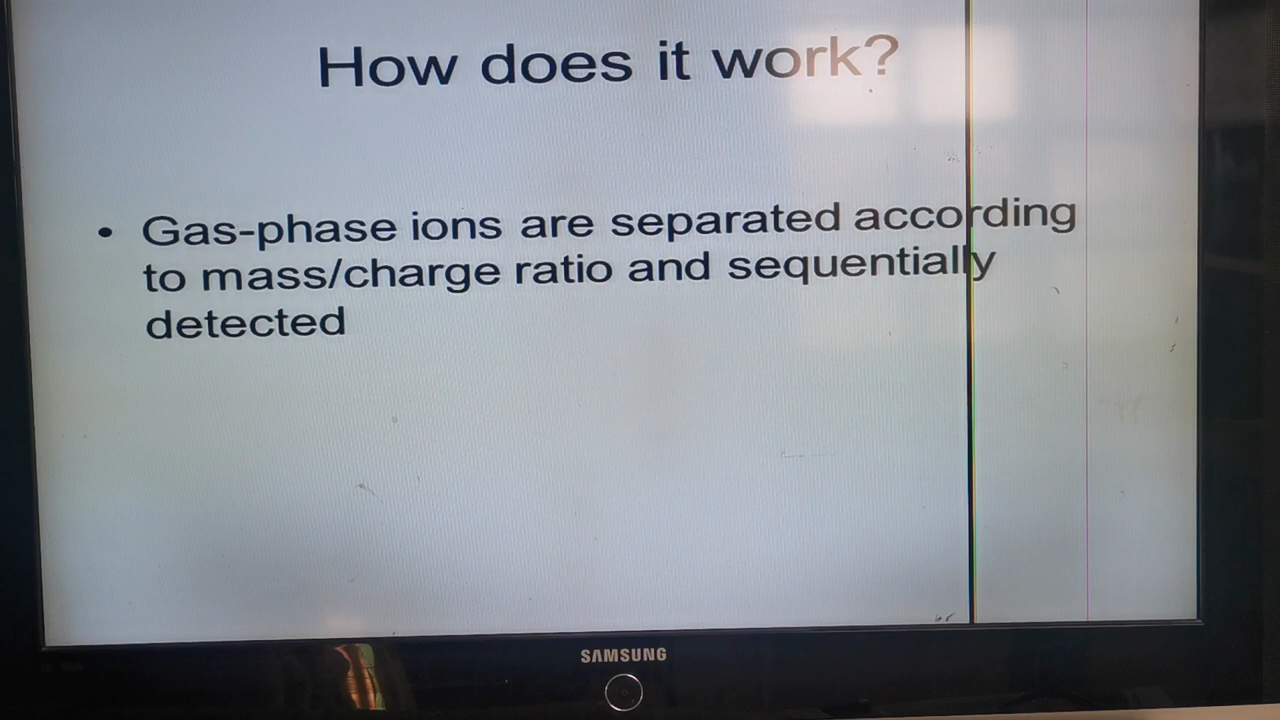 How does it work?
• Gas-phase ions are separated according
to mass/charge ratio and sequentially
detected
SAMSUNG